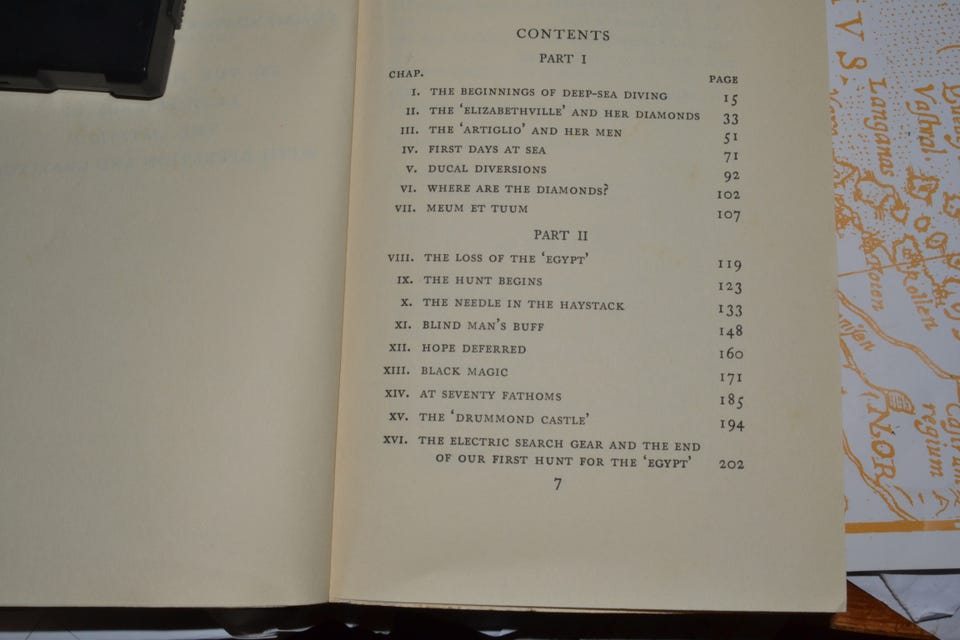 CONTENTS
PART I
CHAP. PAGE
I. THE BEGINNINGS OF DEEP-SEA DIVING 15
II. THE 'ELIZABETHVILLE' AND HER DIAMONDS 33
III. THE 'ARTIGLIO' AND HER MEN 51
IV. FIRST DAYS AT SEA 71
V. DUCAL DIVERSIONS 92
VI. WHERE ARE THE DIAMONDS? 102
VII. MEUM ET TUUM 107
PART II
VIII. THE LOSS OF THE 'EGYPT' 119
IX. THE HUNT BEGINS 123
X. THE NEEDLE IN THE HAYSTACK 133
XI. BLIND MAN'S BUFF 148
XII. HOPE DEFERRED 160
XIII. BLACK MAGIC 171
XIV. AT SEVENTY FATHOMS 185
XV. THE 'DRUMMOND CASTLE' 194
XVI. THE ELECTRIC SEARCH GEAR AND THE END
OF OUR FIRST HUNT FOR THE 'EGYPT' 202
7
Langanas
NOR
regium